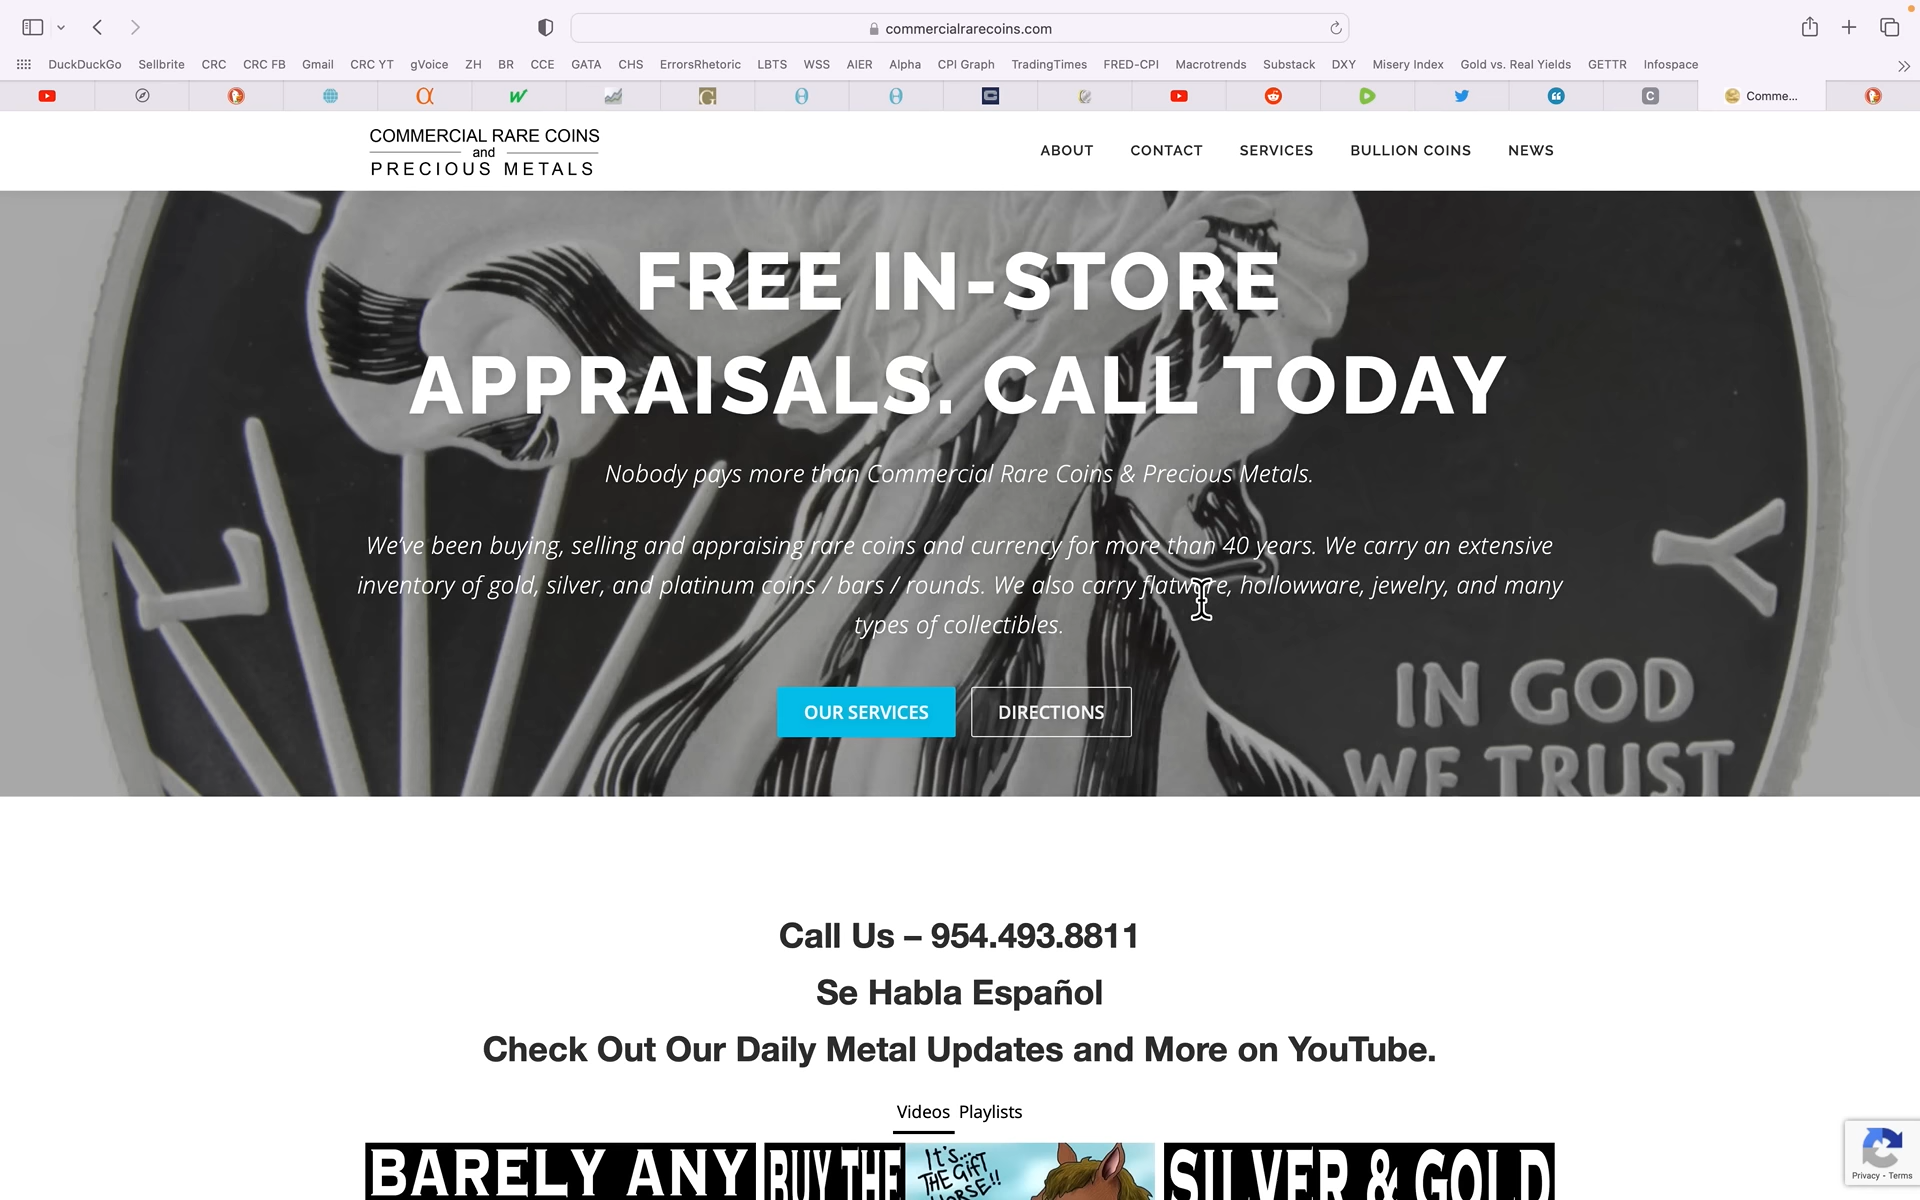 commercialrarecoins.com
DuckDuckGo Sellbrite CRC CRC FB Gmail CRC YT gVoice ZH BR CCE GATA CHS ErrorsRhetoric LBTS WSS AIER Alpha CPI Graph TradingTimes FRED-CPI Macrotrends Substack DXY Misery Index Gold vs. Real Yields GETTR Infospace
Comme...
COMMERCIAL RARE COINS
and
PRECIOUS METALS
ABOUT CONTACT SERVICES BULLION COINS NEWS
FREE IN-STORE
APPRAISALS. CALL TODAY
Nobody pays more than Commercial Rare Coins & Precious Metals.
We've been buying, selling and appraising rare coins and currency for more than 40 years. We carry an extensive
inventory of gold, silver, and platinum coins / bars / rounds. We also carry flatware, hollowware, jewelry, and many
types of collectibles.
OUR SERVICES DIRECTIONS
L
Y
IN GOD
WE TRUST
Call Us – 954.493.8811
Se Habla Español
Check Out Our Daily Metal Updates and More on YouTube.
Videos Playlists
BARELY ANY
BUY THE
IT'S...
THE GIFT
HORSE!!
SILVER & GOLD
Privacy - Terms